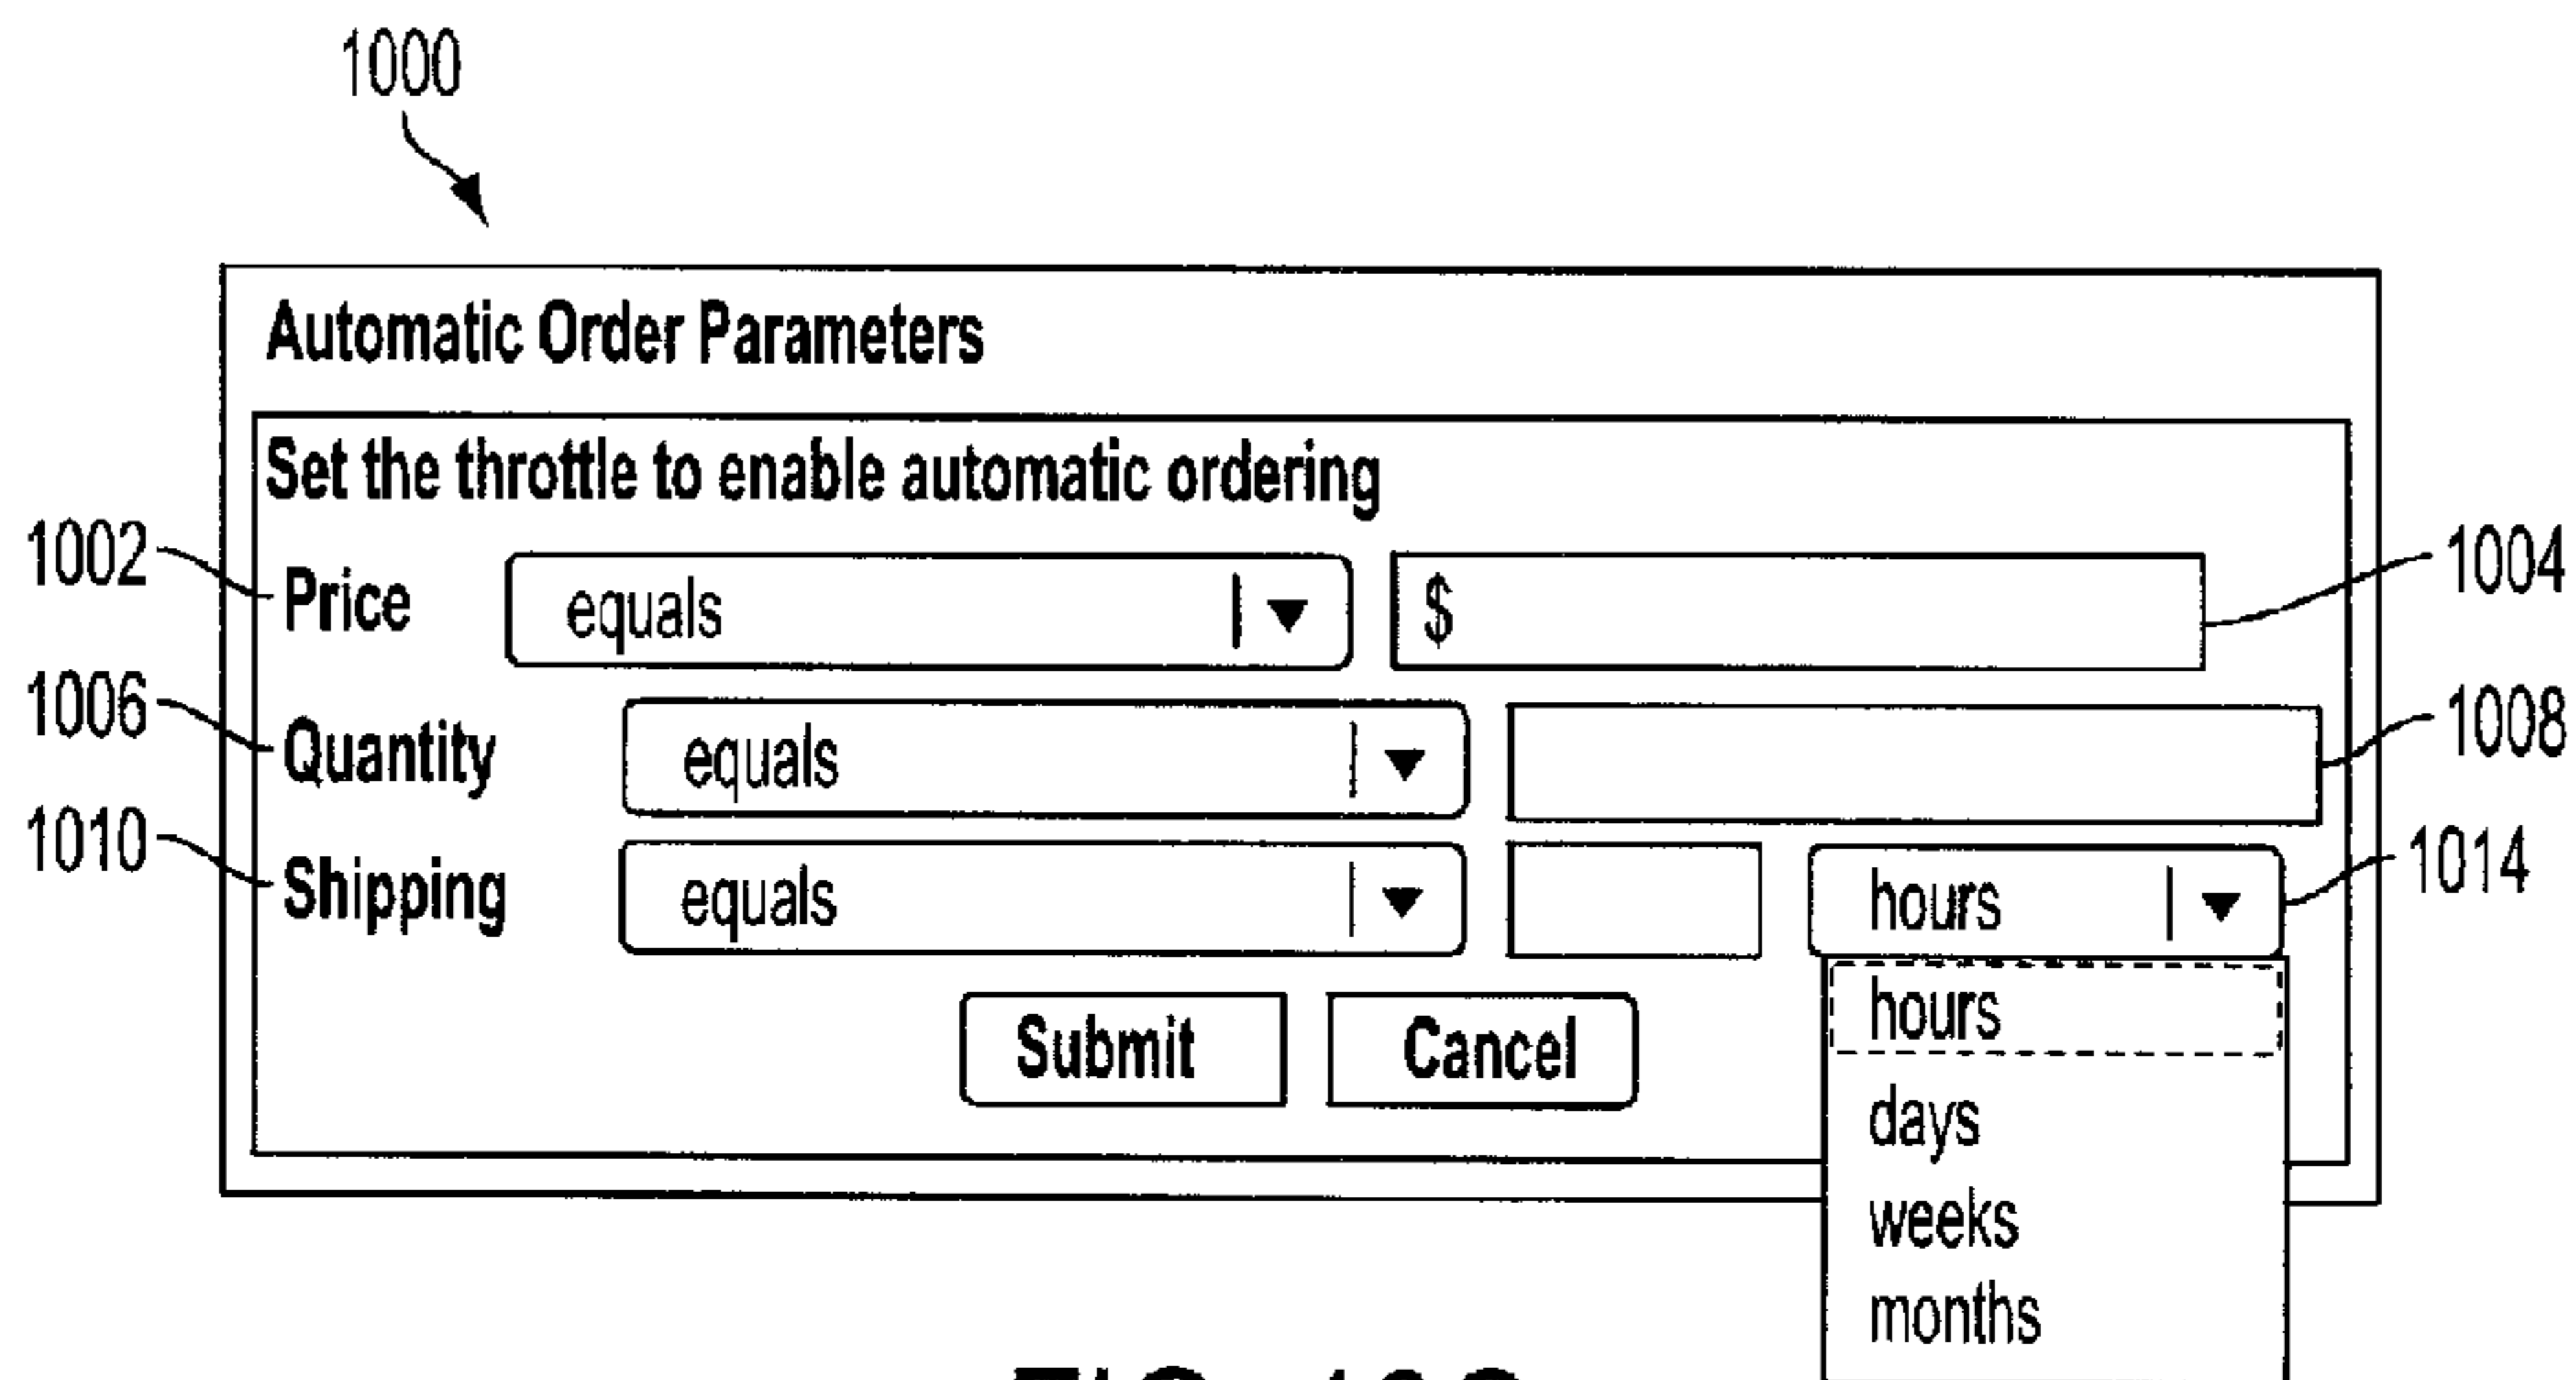 1000
Automatic Order Parameters
Set the throttle to enable automatic ordering
1002 Price equals $ 1004
1006 Quantity equals 1008
1010 Shipping equals hours 1014
hours
Submit Cancel
days
weeks
months